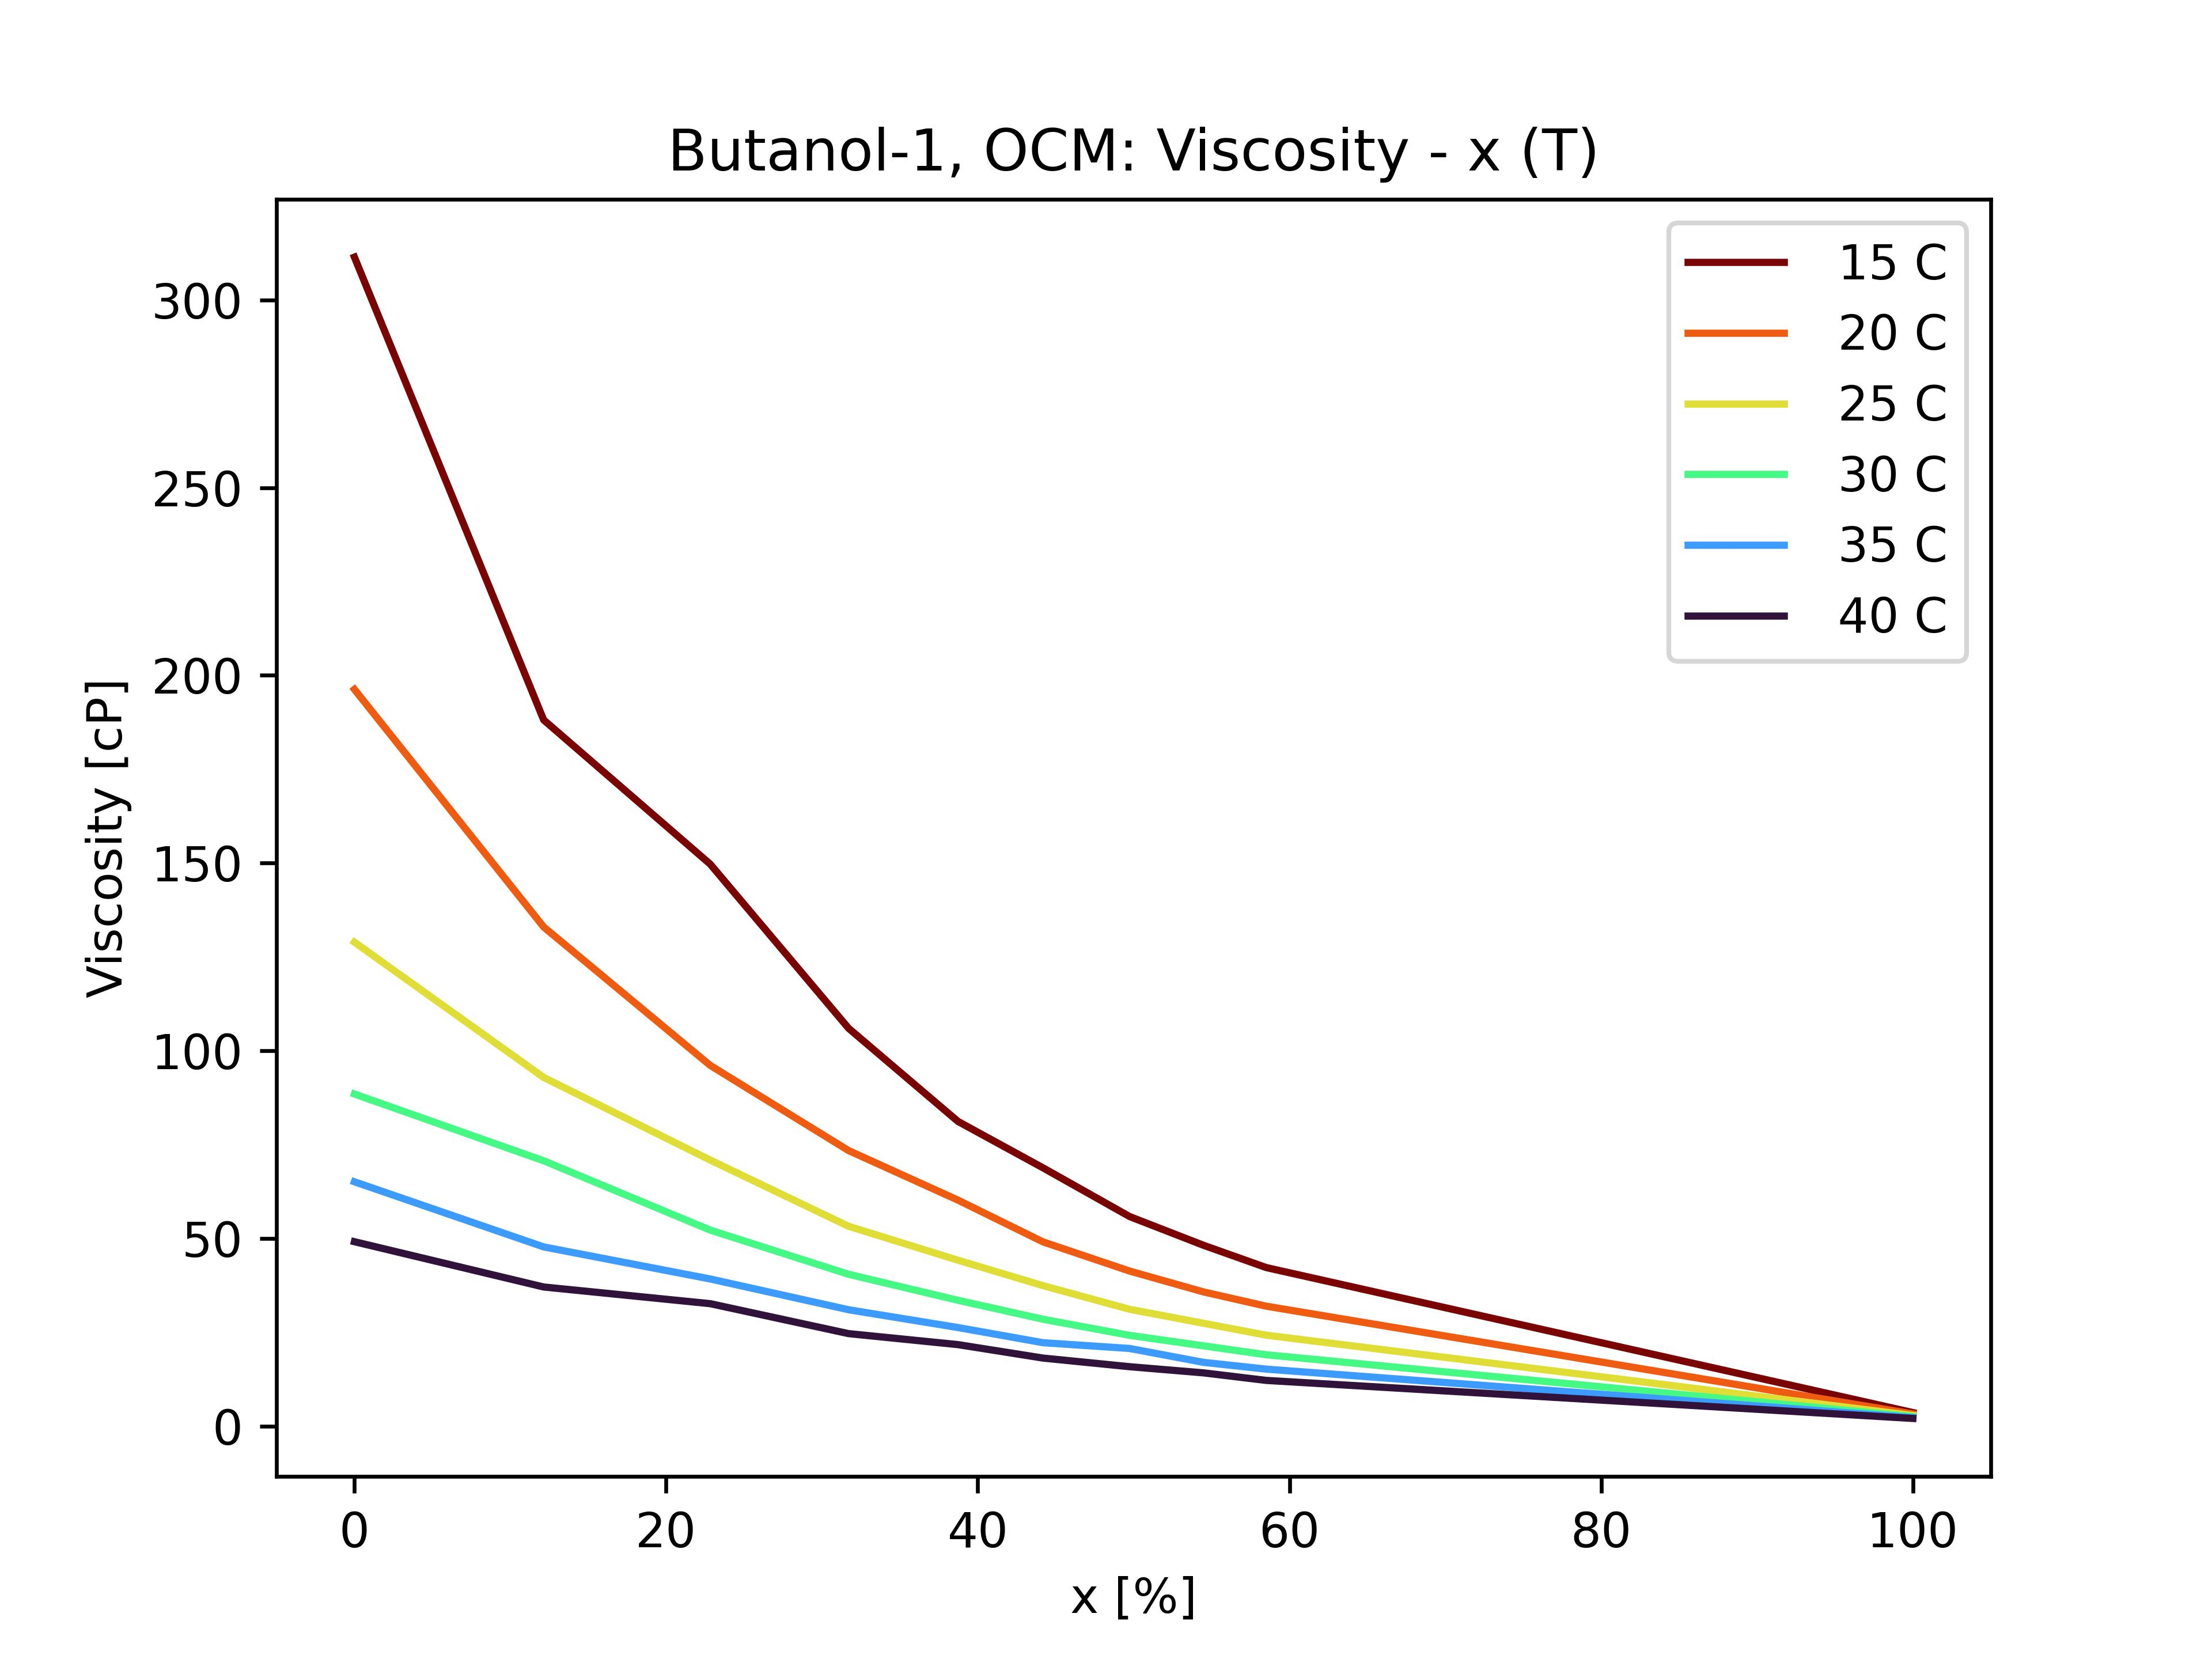 Butanol-1, OCM: Viscosity - x (T)
Viscosity [cP]
300
250
200
150
100
50
0
15 C
20 C
25 C
30 C
35 C
40 C
0 20 40 60 80 100
x [%]